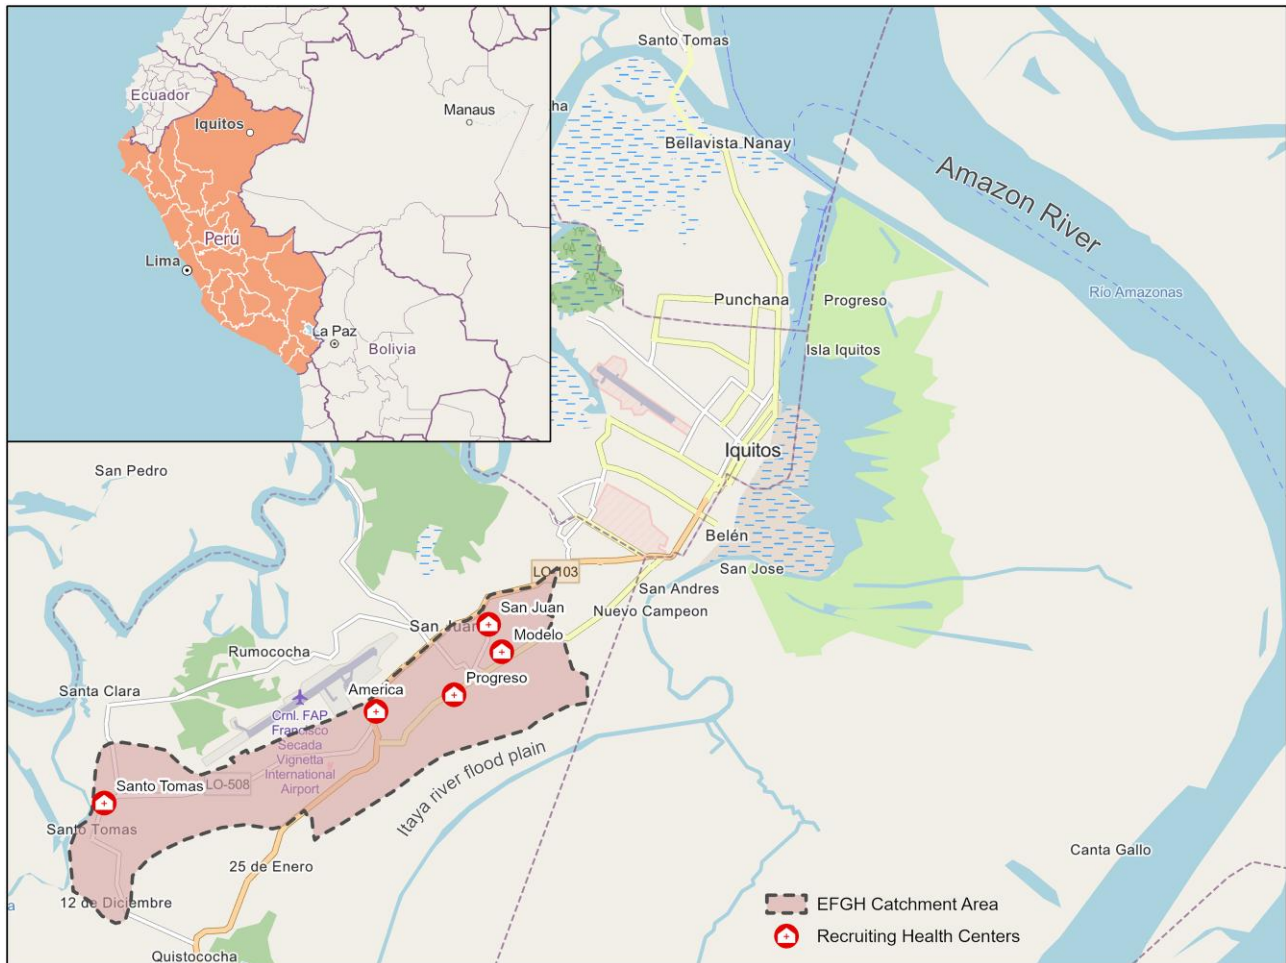 Ecuador
Iquitos
Manaus
Perú
Lima
La Paz
Bolivia
Santo Tomas
ha
Bellavista Nanay
Amazon River
Río Amazonas
Punchana
Progreso
Isla Iquitos
Iquitos
San Pedro
Belén
LO-103
San Jose
San Andres
San Juan
Nuevo Campeon
San Juan
Modelo
Rumococha
Progreso
Santa Clara
America
Crnl. FAP
Francisco
Secada
Vignetta
International
Airport
Itaya river flood plain
Santo Tomas
LO-508
Santo Tomas
25 de Enero
Canta Gallo
12 de Diciembre
a
EFGH Catchment Area
Recruiting Health Centers
Quistococha